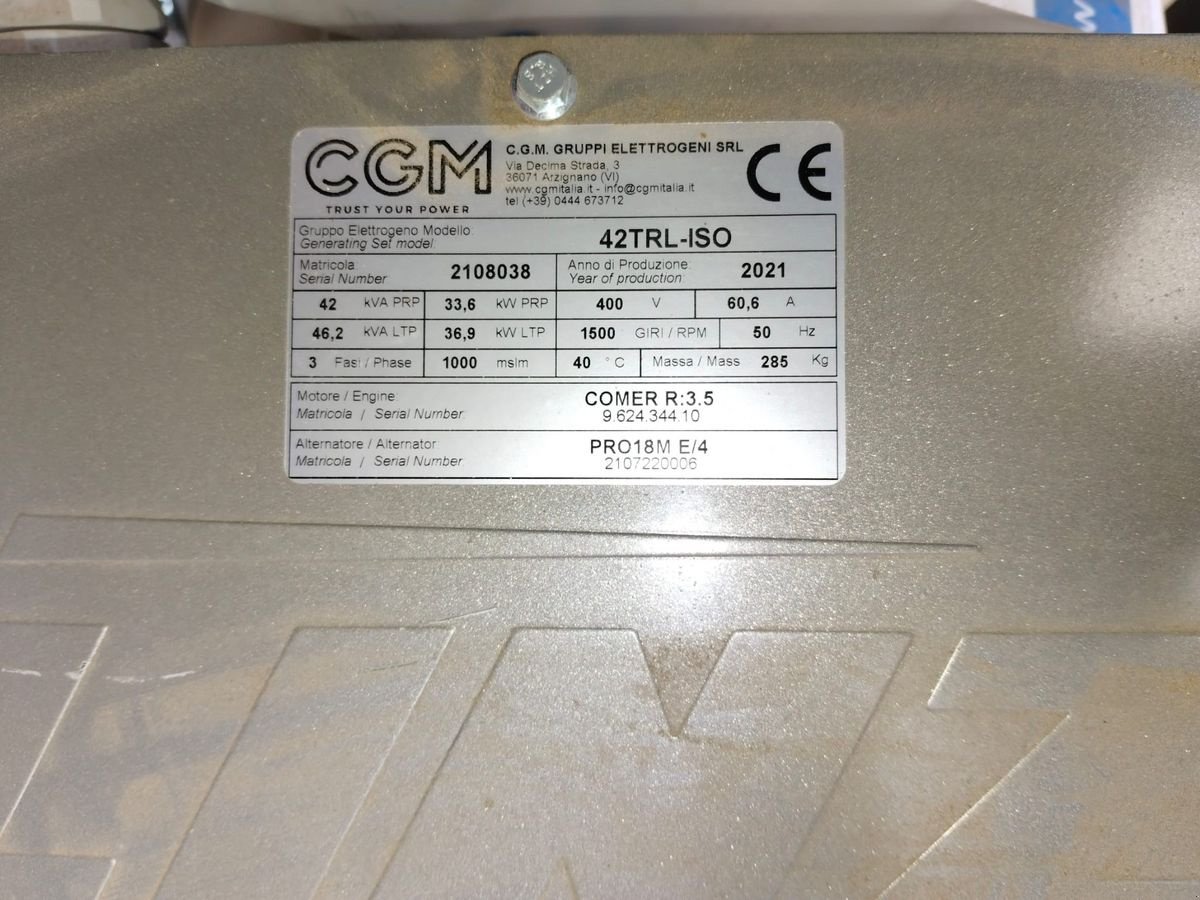 CGM
TRUST YOUR POWER
C.G.M. GRUPPI ELETTROGENI SRL
Via Decima Strada, 3
36071 Arzignano (VI)
www.cgmitalia.it - info@cgmitalia.it
tel (+39) 0444 673712
CE
Gruppo Elettrogeno Modello:
Generating Set model:
42TRL-ISO
Matricola:
Serial Number:
2108038
Anno di Produzione:
Year of production:
2021
42 kVA PRP 33,6 kW PRP 400 V 60,6 A
46,2 kVA LTP 36,9 kW LTP 1500 GIRI / RPM 50 Hz
3 Fasi / Phase 1000 mslm 40 °C Massa / Mass 285 Kg
Motore / Engine:
Matricola / Serial Number:
COMER R:3.5
9.624.344.10
Alternatore / Alternator
Matricola / Serial Number:
PRO18M E/4
2107220006